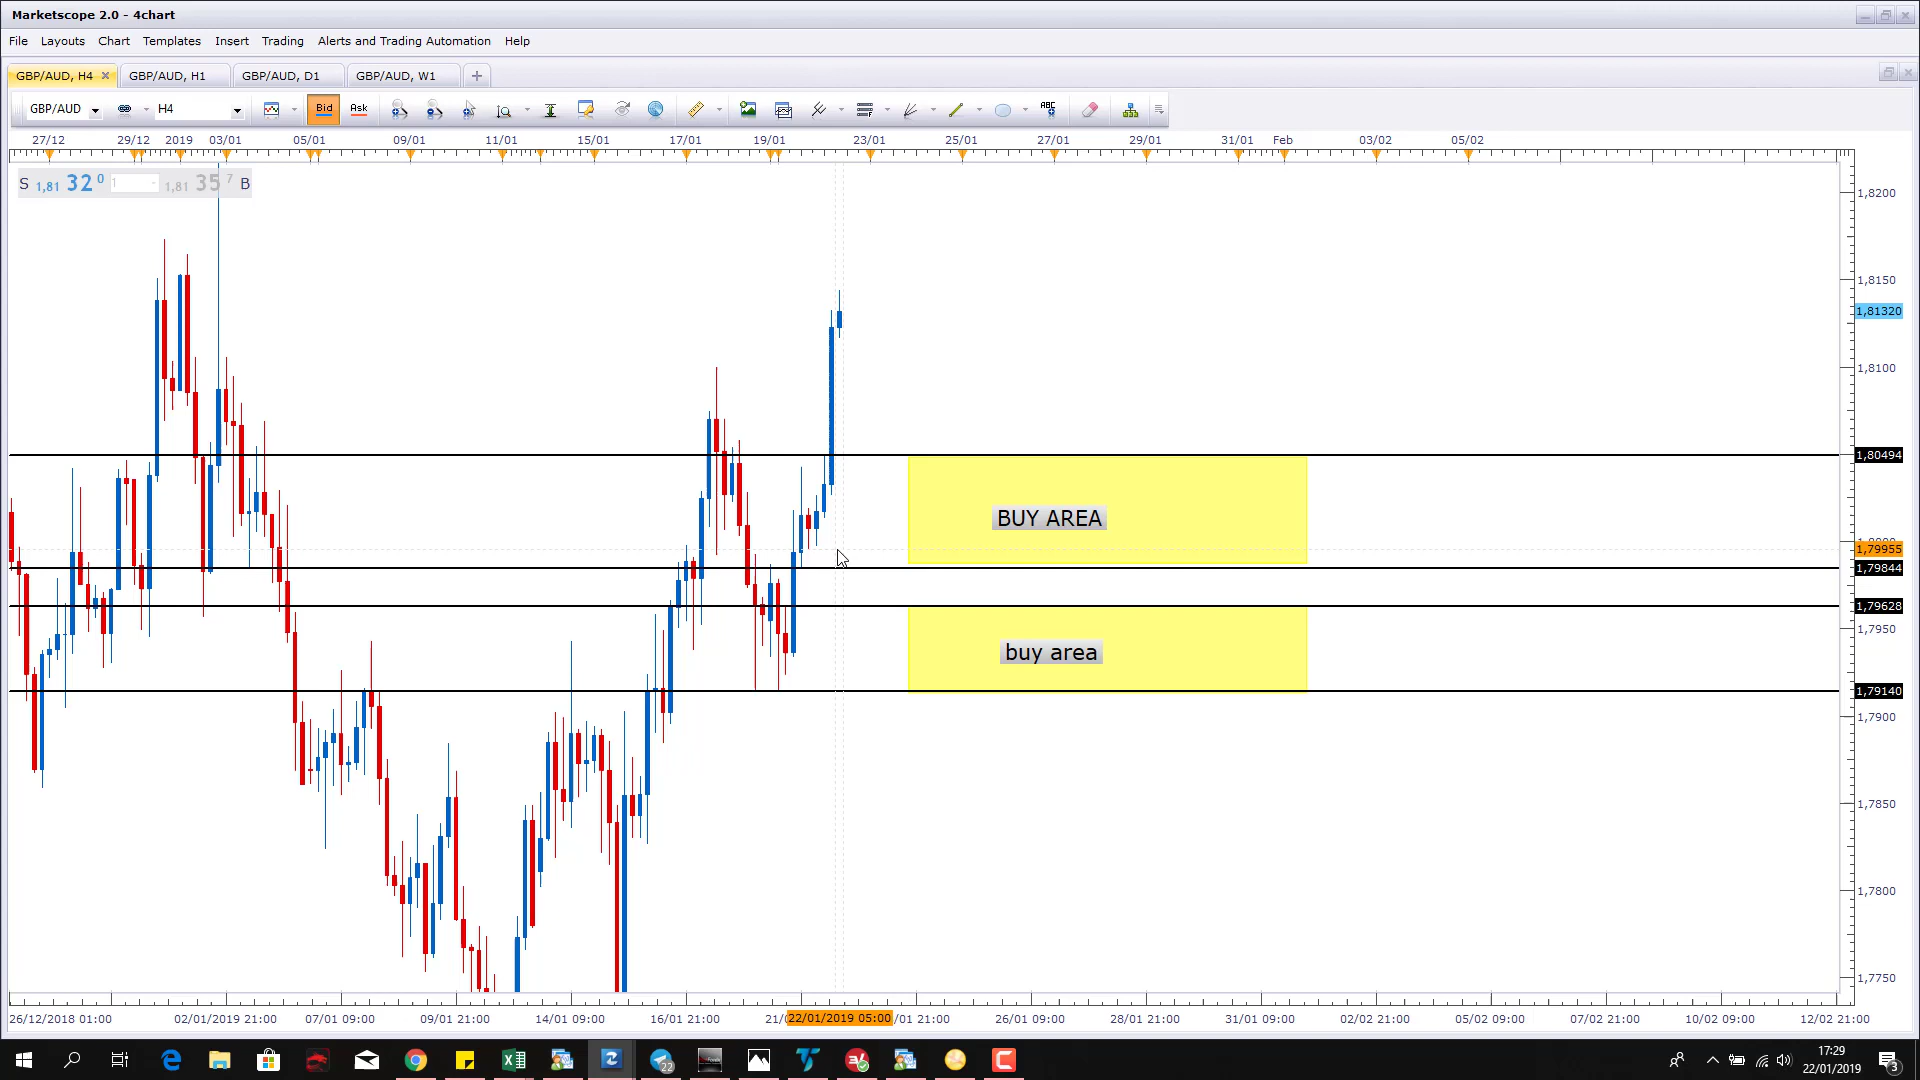 Marketscope 2.0 - 4chart
File Layouts Chart Templates Insert Trading Alerts and Trading Automation Help
GBP/AUD, H4 GBP/AUD, H1 GBP/AUD, D1 GBP/AUD, W1
GBP/AUD H4 Bid Ask ABC
27/12 29/12 2019 03/01 05/01 09/01 11/01 15/01 17/01 19/01 23/01 25/01 27/01 29/01 31/01 Feb 03/02 05/02
S 1,81 32 0 1 1,81 35 7 B
1,8200
1,8150
1,81320
1,8100
1,80494
BUY AREA
1,79955
1,79844
1,79628
1,7950
buy area
1,79140
1,7900
1,7850
1,7800
1,7750
26/12/2018 01:00 02/01/2019 21:00 07/01 09:00 09/01 21:00 14/01 09:00 16/01 21:00 21/ 22/01/2019 05:00 /01 21:00 26/01 09:00 28/01 21:00 31/01 09:00 02/02 21:00 05/02 09:00 07/02 21:00 10/02 09:00 12/02 21:00
22
17:29
22/01/2019
3